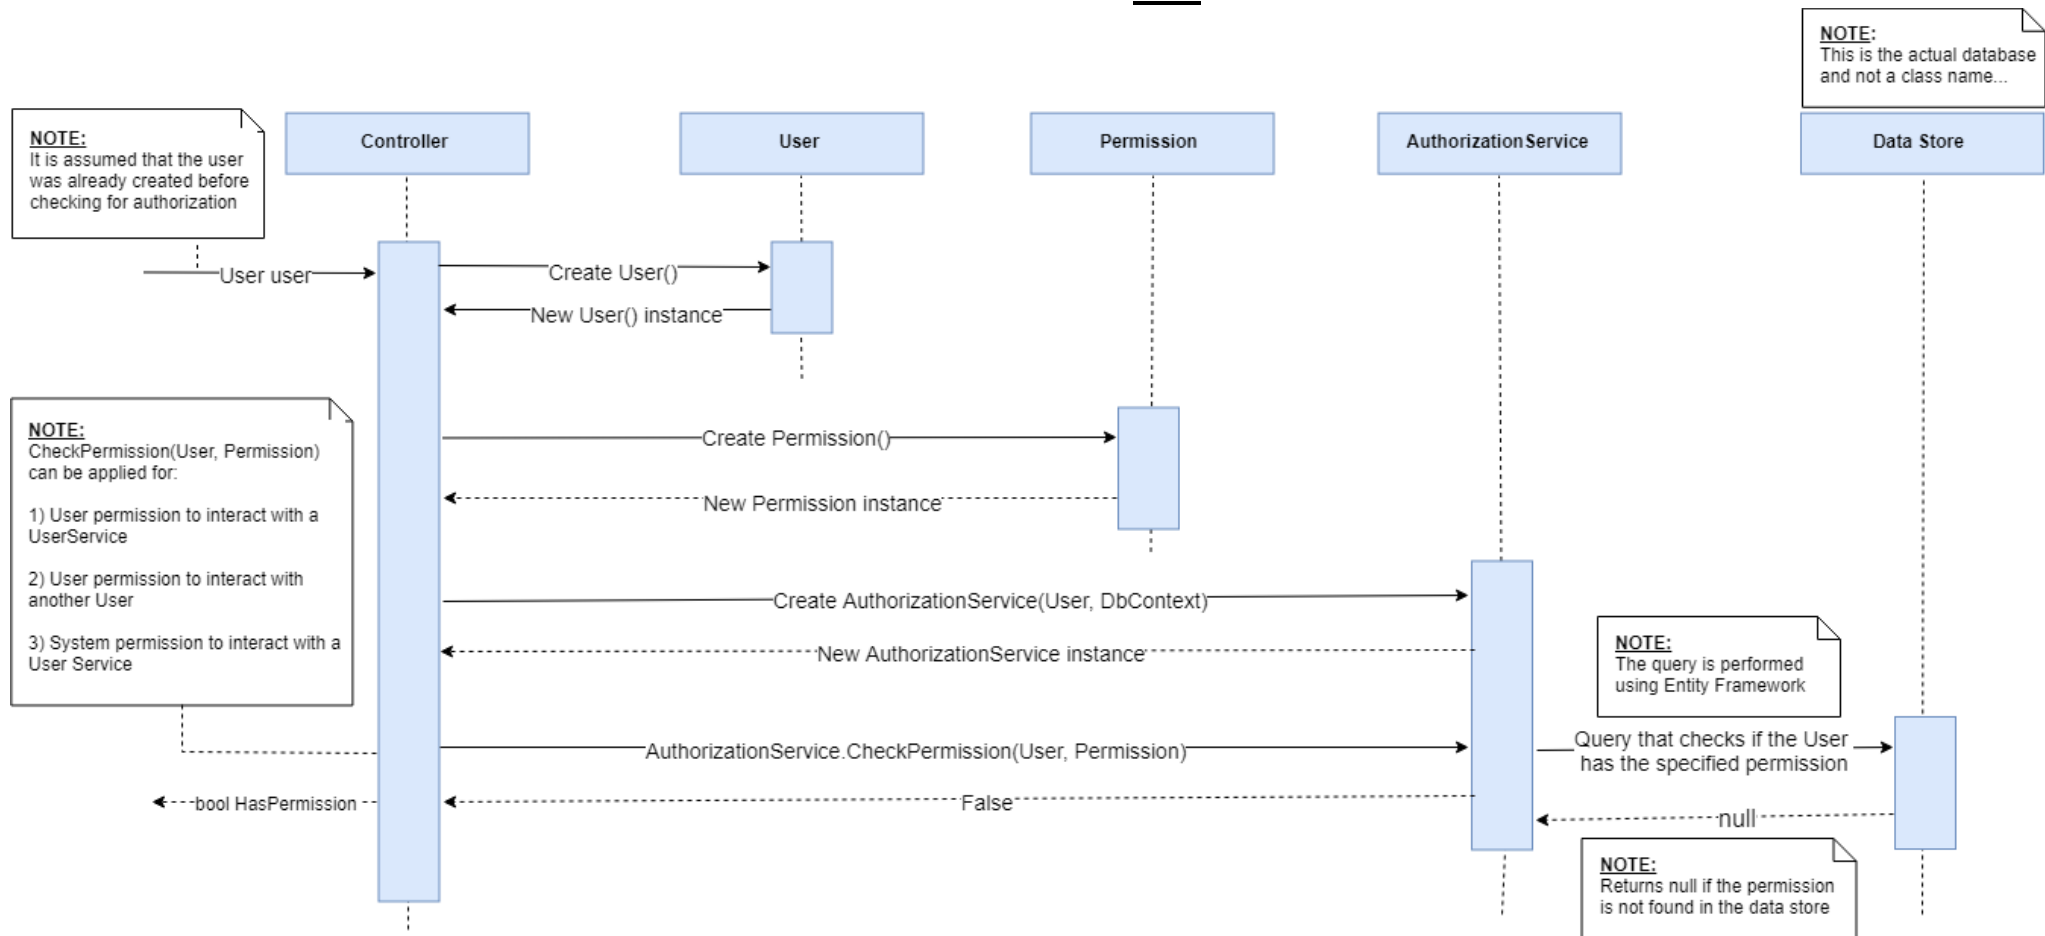 NOTE:
This is the actual database
and not a class name...
NOTE:
It is assumed that the user
was already created before
checking for authorization
Controller
User
Permission
AuthorizationService
Data Store
User user
Create User()
New User() instance
NOTE:
CheckPermission(User, Permission)
can be applied for:
1) User permission to interact with a
UserService
2) User permission to interact with
another User
3) System permission to interact with a
User Service
Create Permission()
New Permission instance
Create AuthorizationService(User, DbContext)
New AuthorizationService instance
NOTE:
The query is performed
using Entity Framework
AuthorizationService.CheckPermission(User, Permission)
Query that checks if the User
has the specified permission
bool HasPermission
False
null
NOTE:
Returns null if the permission
is not found in the data store